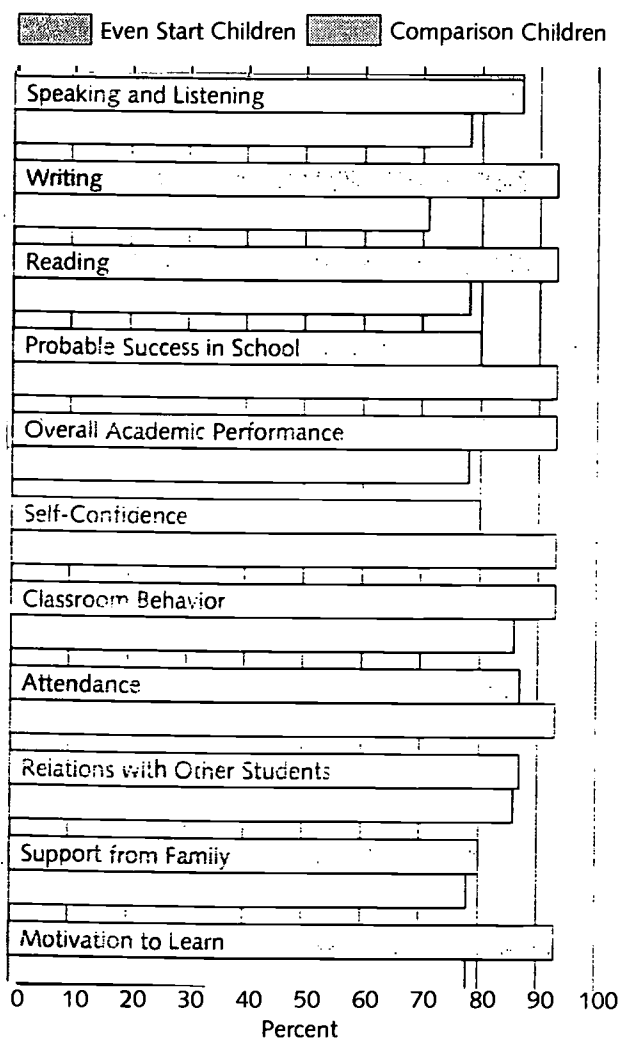 Even Start Children Comparison Children
Speaking and Listening
Writing
Reading
Probable Success in School
Overall Academic Performance
Self-Confidence
Classroom Behavior
Attendance
Relations with Other Students
Support from Family
Motivation to Learn
0 10 20 30 40 50 60 70 80 90 100
Percent